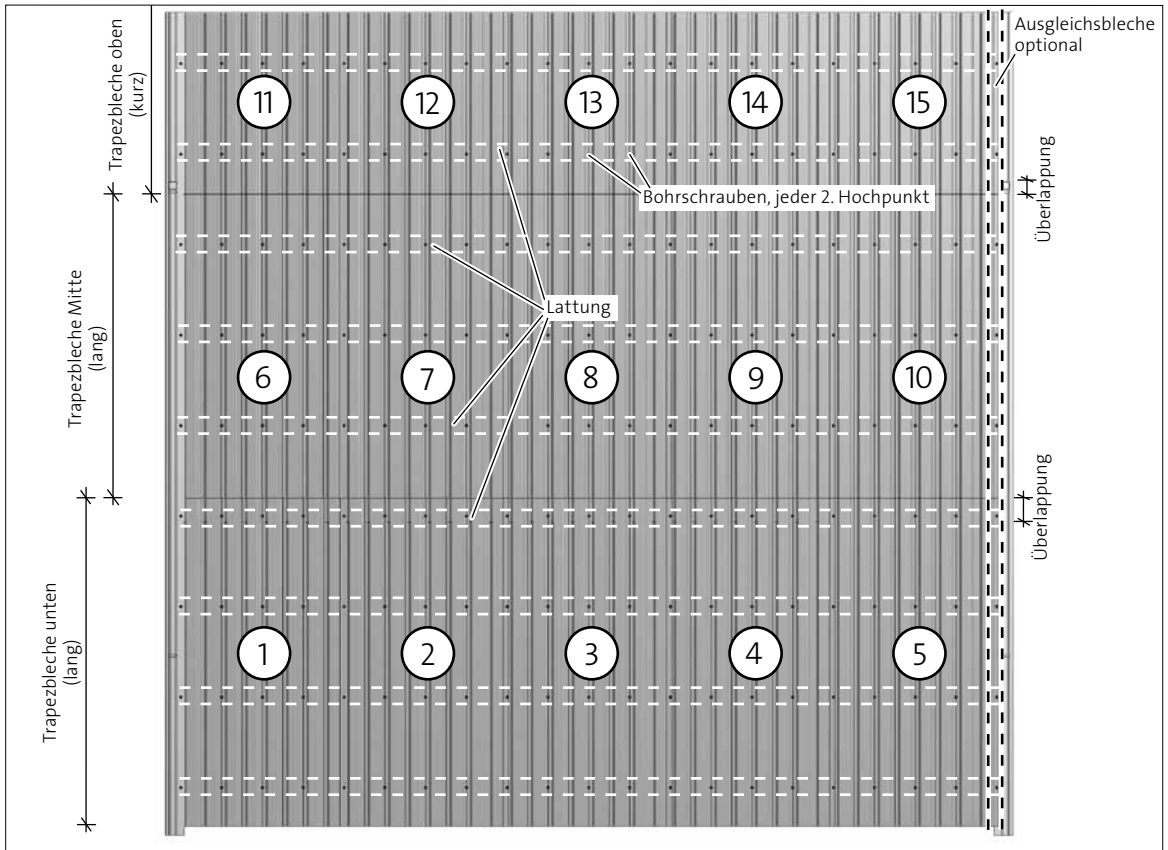 Trapezbleche oben
(kurz)
Ausgleichsbleche
optional
11
12
13
14
15
Überlappung
Bohrschrauben, jeder 2. Hochpunkt
Trapezbleche Mitte
(lang)
Lattung
6
7
8
9
10
Überlappung
Trapezbleche unten
(lang)
1
2
3
4
5